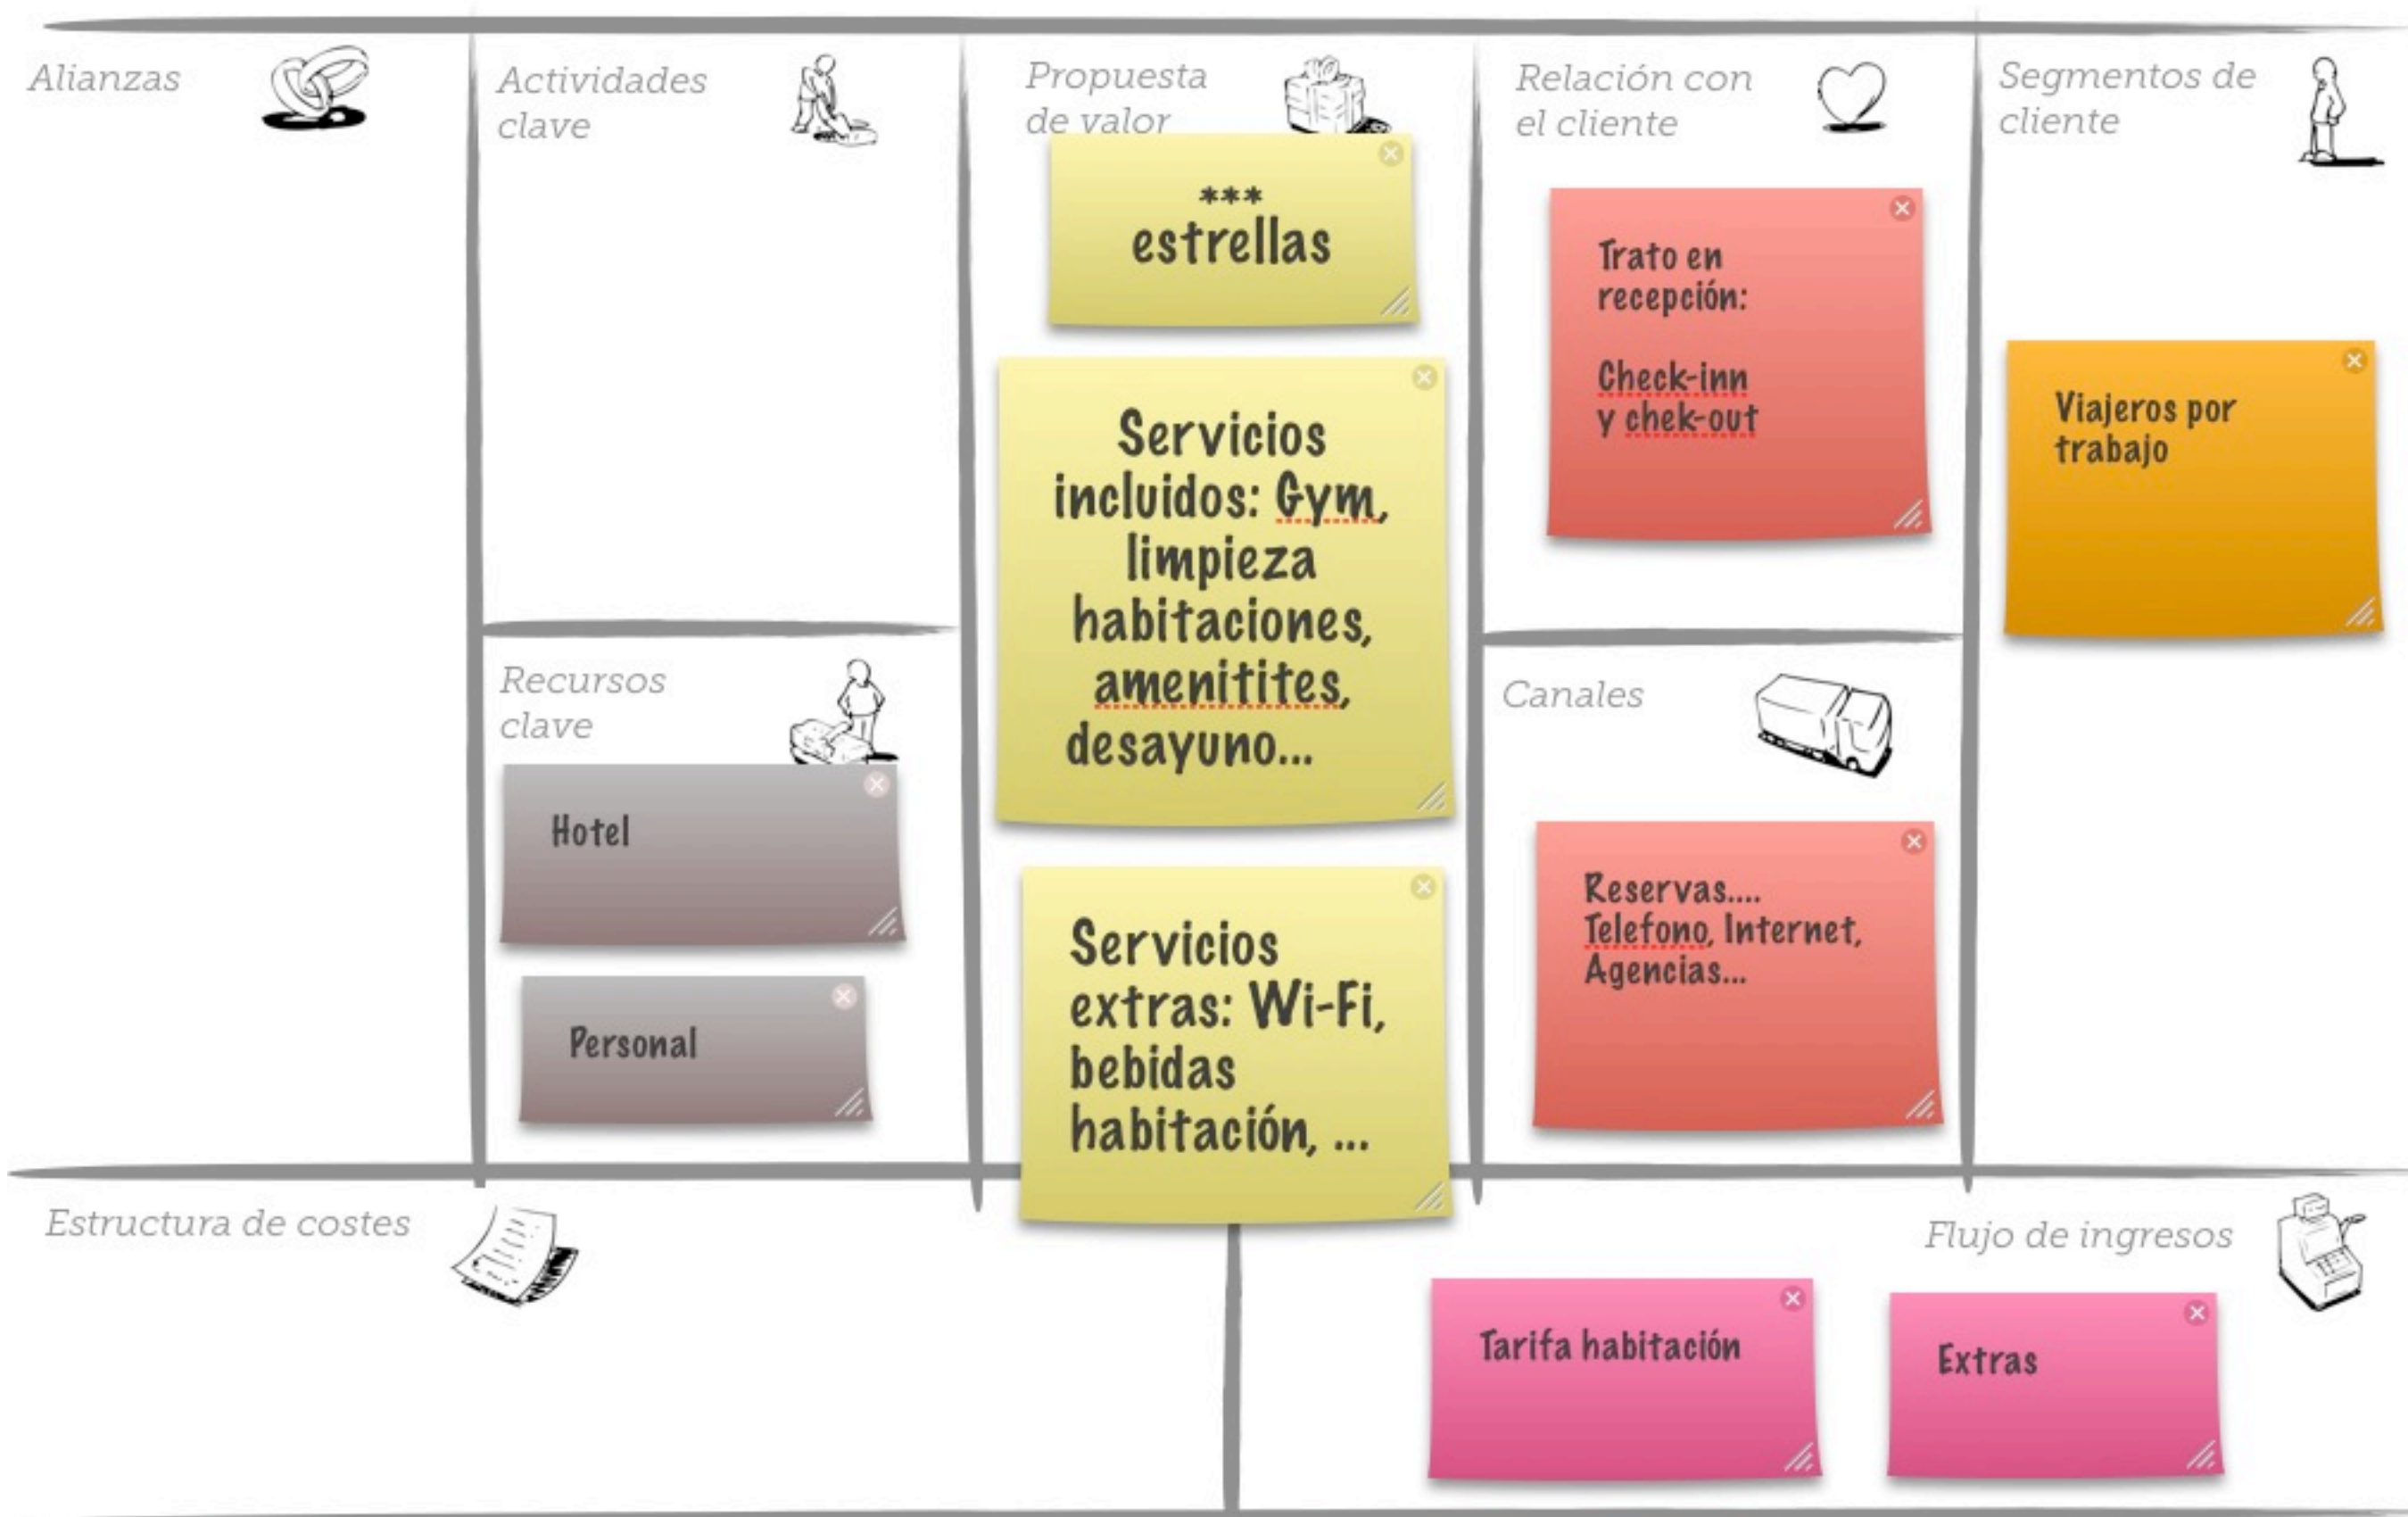 Alianzas
Actividades
clave
Propuesta
de valor
***
estrellas
Servicios
incluidos: Gym,
limpieza
habitaciones,
amenitites,
desayuno...
Servicios
extras: Wi-Fi,
bebidas
habitación, ...
Relación con
el cliente
Trato en
recepción:
Check-inn
y chek-out
Segmentos de
cliente
Viajeros por
trabajo
Recursos
clave
Hotel
Personal
Canales
Reservas....
Telefono, Internet,
Agencias...
Estructura de costes
Flujo de ingresos
Tarifa habitación
Extras